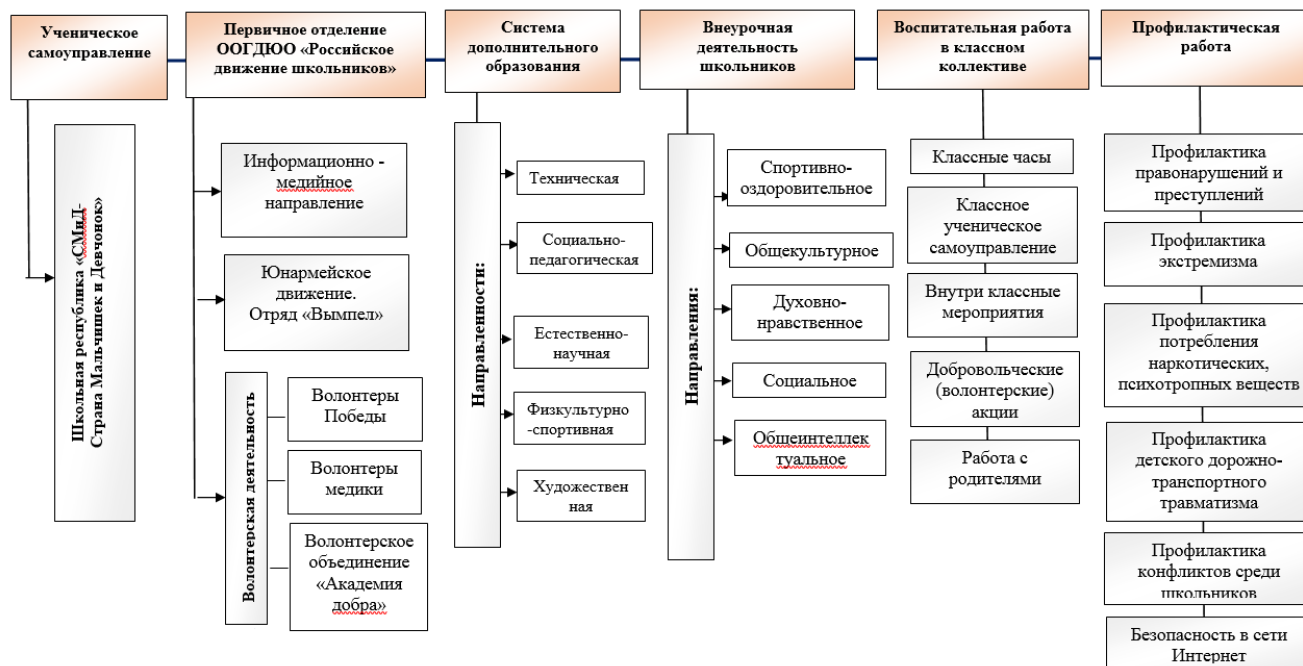 Ученическое
самоуправление
Школьная республика «СМиД-
Страна Мальчишек и Девчонок»
Первичное отделение
ООГДЮО «Российское
движение школьников»
Информационно -
медийное
направление
Юнармейское
движение.
Отряд «Вымпел»
Волонтерская деятельность
Волонтеры
Победы
Волонтеры
медики
Волонтерское
объединение
«Академия
добра»
Система
дополнительного
образования
Направленности:
Техническая
Социально-
педагогическая
Естественно-
научная
Физкультурно
-спортивная
Художествен
ная
Внеурочная
деятельность
школьников
Направления:
Спортивно-
оздоровительное
Общекультурное
Духовно-
нравственное
Социальное
Общеинтеллек
туальное
Воспитательная работа
в классном
коллективе
Классные часы
Классное
ученическое
самоуправление
Внутри классные
мероприятия
Добровольческие
(волонтерские)
акции
Работа с
родителями
Профилактическая
работа
Профилактика
правонарушений и
преступлений
Профилактика
экстремизма
Профилактика
потребления
наркотических,
психотропных веществ
Профилактика
детского дорожно-
транспортного
травматизма
Профилактика
конфликтов среди
школьников
Безопасность в сети
Интернет